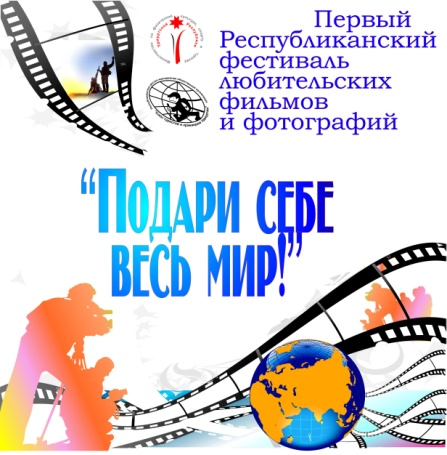 Первый
Республиканский
фестиваль
любительских
фильмов
и фотографий
“Подари себе
весь мир!”